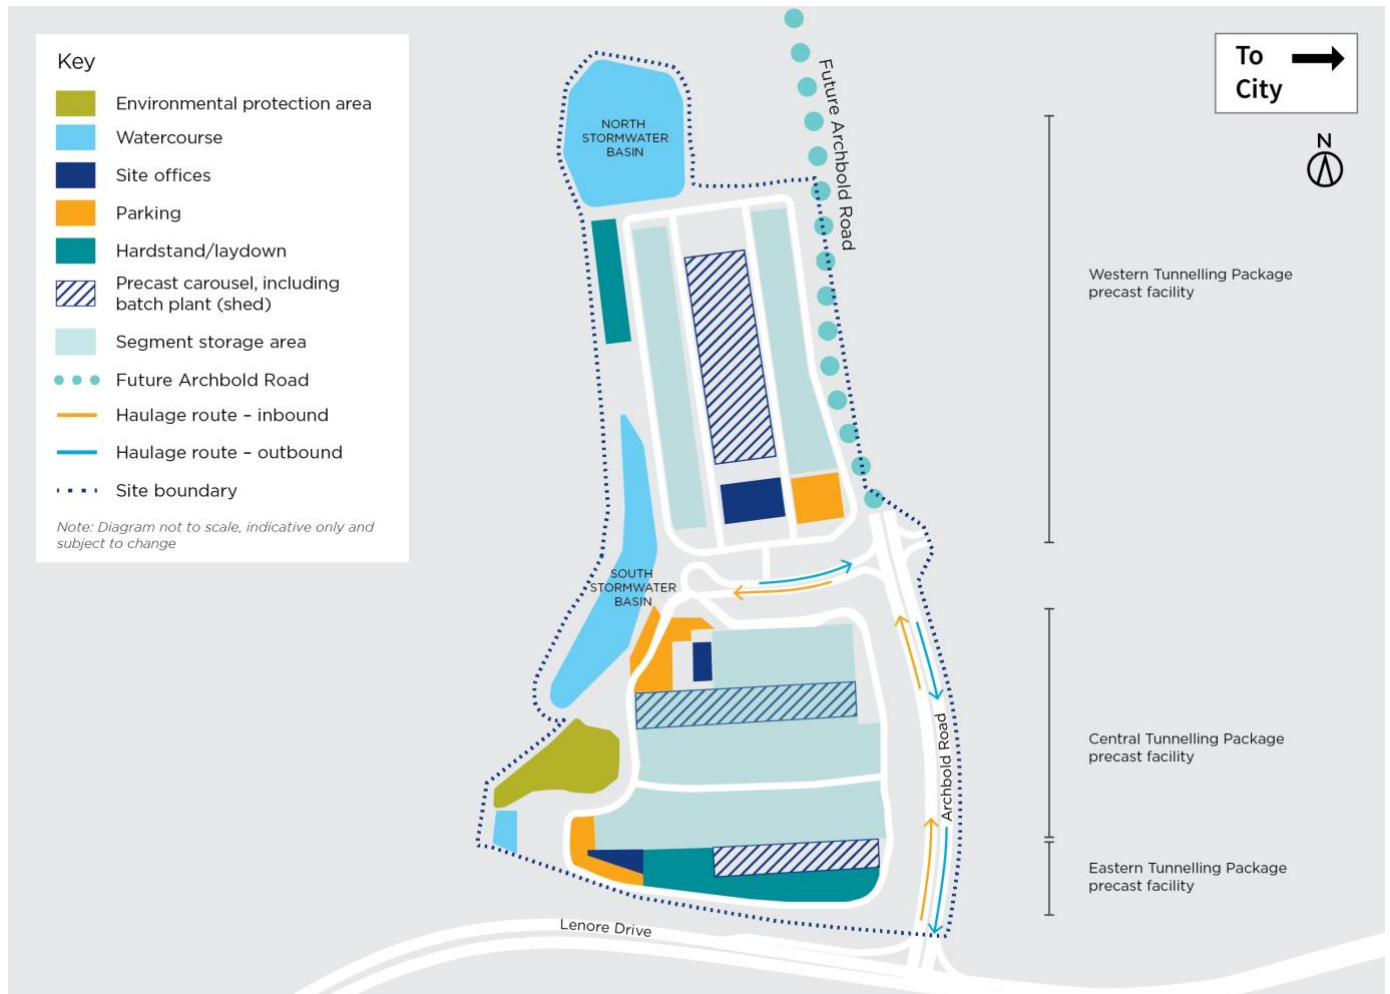 Key
Environmental protection area
Watercourse
Site offices
Parking
Hardstand/laydown
Precast carousel, including
batch plant (shed)
Segment storage area
Future Archbold Road
Haulage route – inbound
Haulage route – outbound
Site boundary
Note: Diagram not to scale, indicative only and
subject to change
NORTH
STORMWATER
BASIN
Future Archbold Road
To
City
N
Western Tunnelling Package
precast facility
SOUTH
STORMWATER
BASIN
Archbold Road
Central Tunnelling Package
precast facility
Eastern Tunnelling Package
precast facility
Lenore Drive